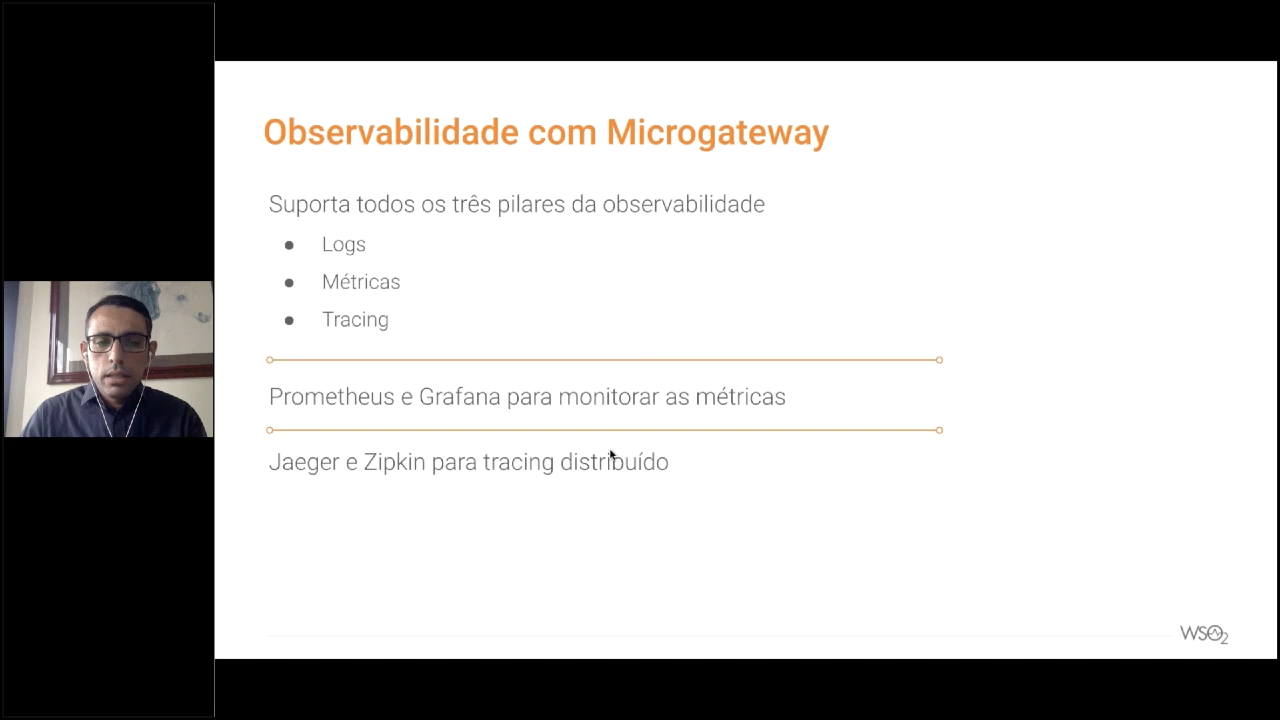 Observabilidade com Microgateway
Suporta todos os três pilares da observabilidade
● Logs
● Métricas
● Tracing
Prometheus e Grafana para monitorar as métricas
Jaeger e Zipkin para tracing distribuído
WSO2